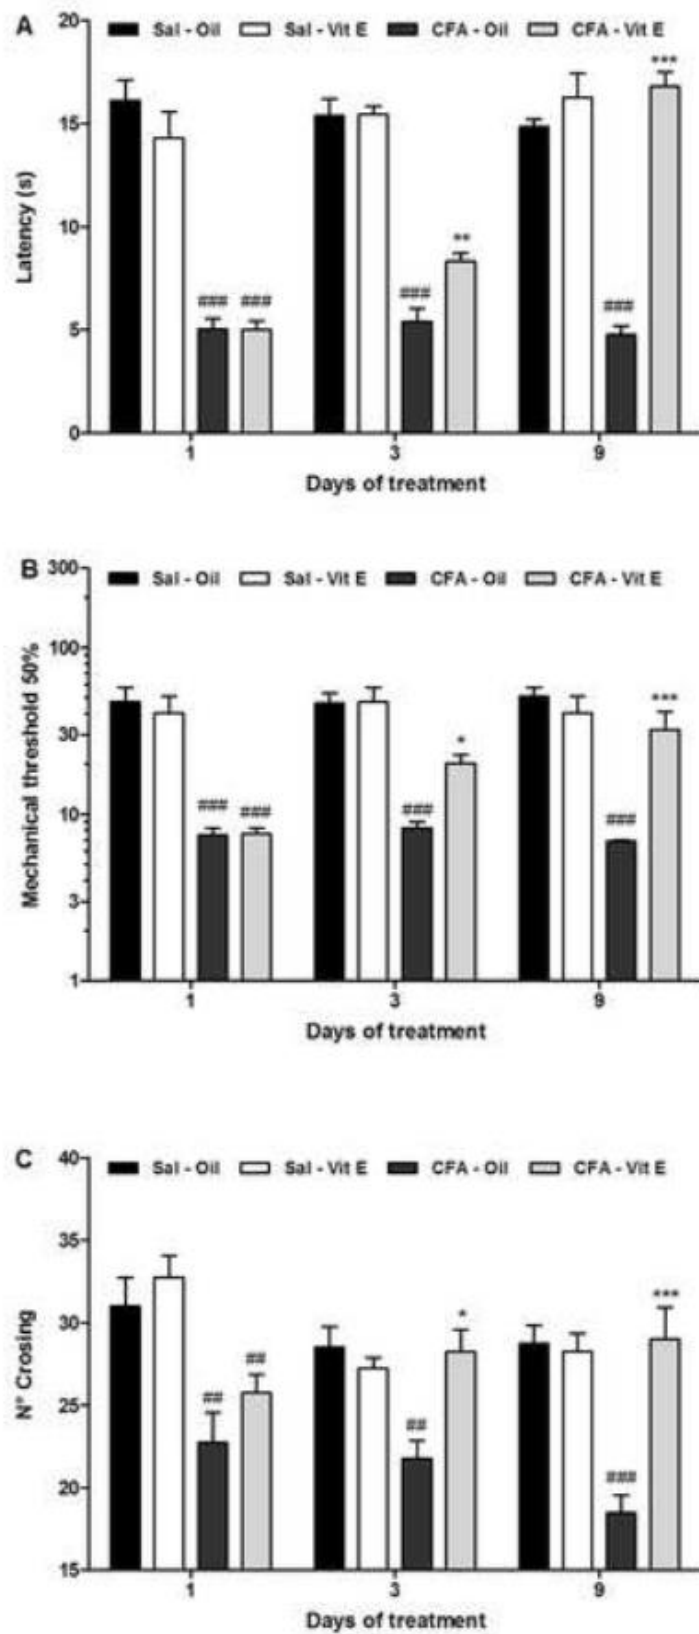 A
Sal - Oil Sal - Vit E CFA - Oil CFA - Vit E
20
15
10
5
0
Latency (s)
### ### ### ** ### ***
1 3 9
Days of treatment
B
Sal - Oil Sal - Vit E CFA - Oil CFA - Vit E
300
100
30
10
3
1
Mechanical threshold 50%
### ### ### * ### ***
1 3 9
Days of treatment
C
Sal - Oil Sal - Vit E CFA - Oil CFA - Vit E
40
35
30
25
20
15
N° Crosing
## ## ## * ### ***
1 3 9
Days of treatment